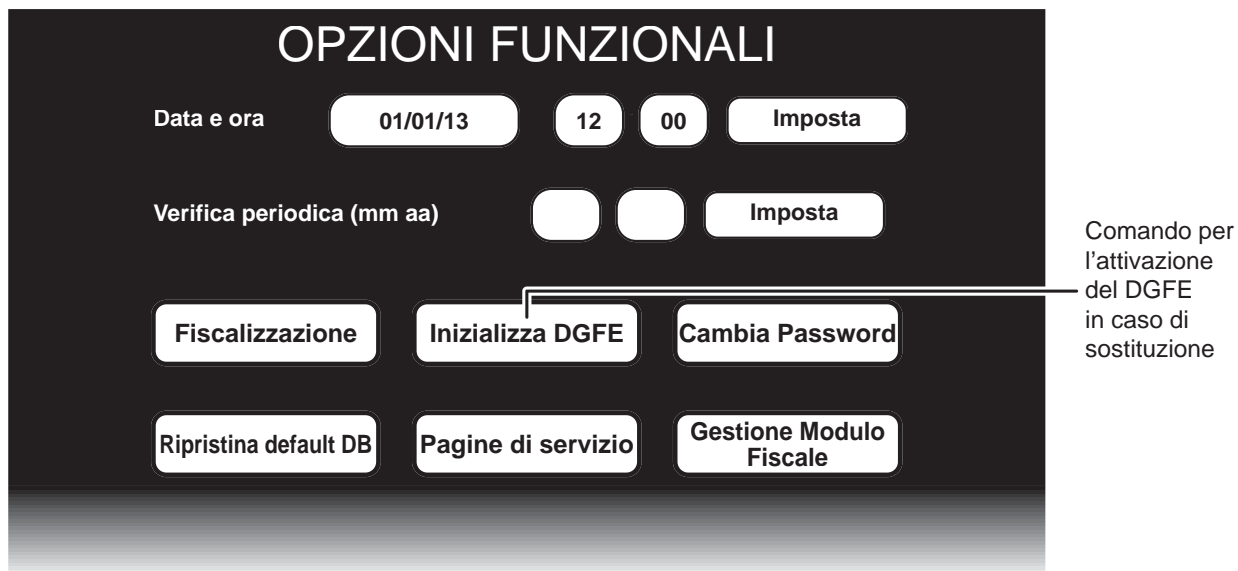 OPZIONI FUNZIONALI
Data e ora 01/01/13 12 00 Imposta
Verifica periodica (mm aa) Imposta
Comando per
l’attivazione
del DGFE
in caso di
sostituzione
Fiscalizzazione Inizializza DGFE Cambia Password
Ripristina default DB Pagine di servizio Gestione Modulo
Fiscale